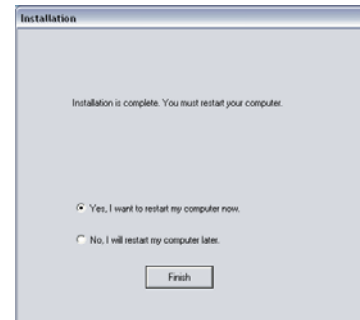 Installation
Installation is complete. You must restart your computer.
Yes, I want to restart my computer now.
No, I will restart my computer later.
Finish